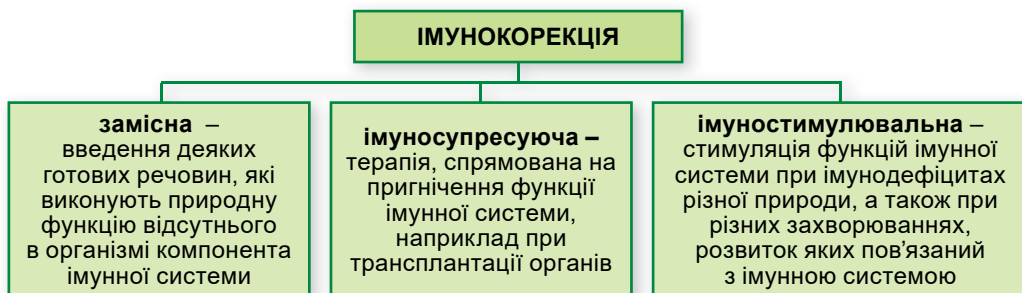 ІМУНОКОРЕКЦІЯ
замісна –
введення деяких
готових речовин, які
виконують природну
функцію відсутнього
в організмі компонента
імунної системи
імуносупресуюча –
терапія, спрямована на
пригнічення функції
імунної системи,
наприклад при
трансплантації органів
імуностимулювальна –
стимуляція функцій імунної
системи при імунодефіцитах
різної природи, а також при
різних захворюваннях,
розвиток яких пов’язаний
з імунною системою